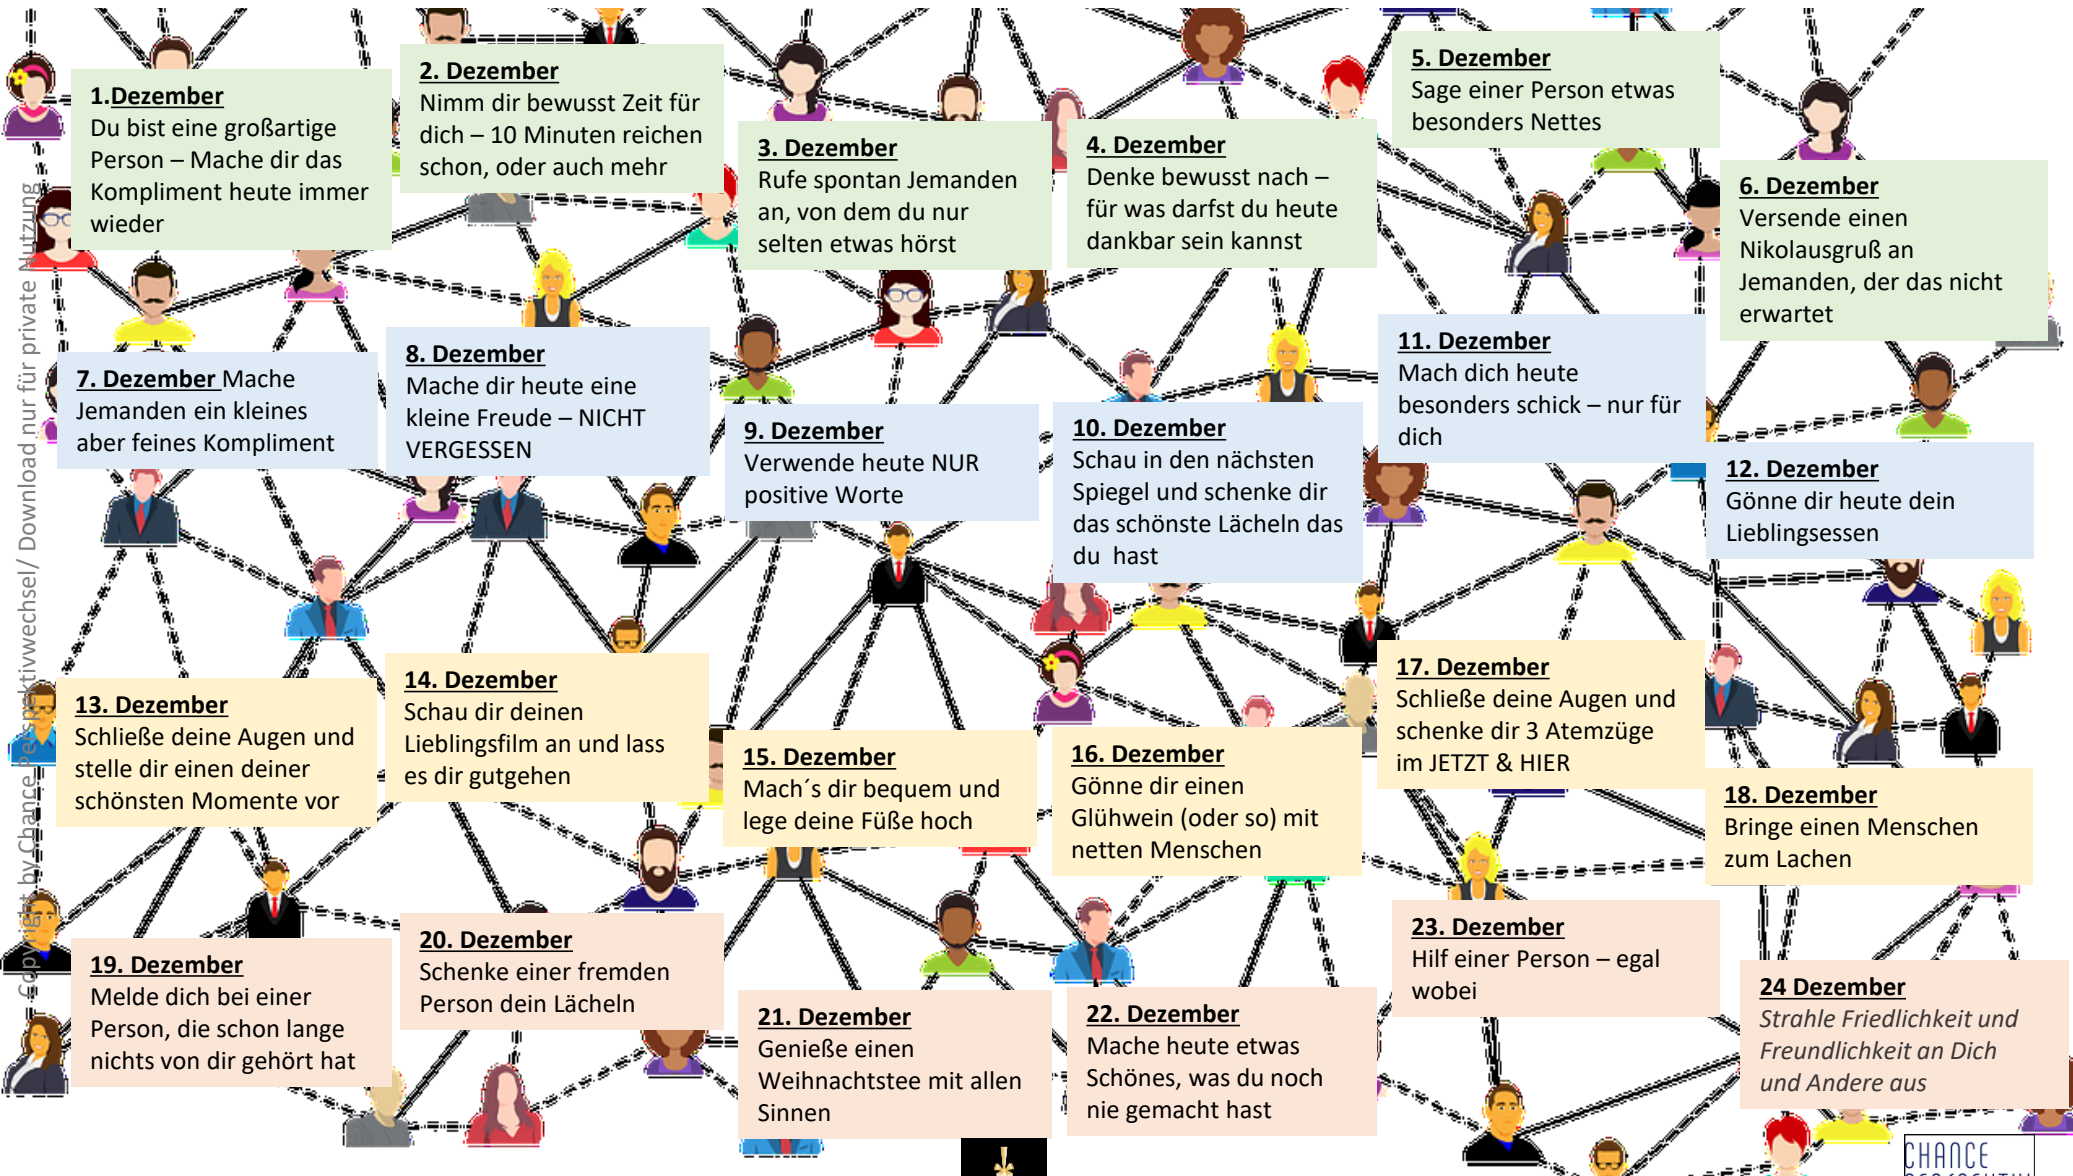 1.Dezember
Du bist eine großartige
Person – Mache dir das
Kompliment heute immer
wieder
2. Dezember
Nimm dir bewusst Zeit für
dich – 10 Minuten reichen
schon, oder auch mehr
3. Dezember
Rufe spontan Jemanden
an, von dem du nur
selten etwas hörst
4. Dezember
Denke bewusst nach –
für was darfst du heute
dankbar sein kannst
5. Dezember
Sage einer Person etwas
besonders Nettes
6. Dezember
Versende einen
Nikolausgruß an
Jemanden, der das nicht
erwartet
7. Dezember Mache
Jemanden ein kleines
aber feines Kompliment
8. Dezember
Mache dir heute eine
kleine Freude – NICHT
VERGESSEN
9. Dezember
Verwende heute NUR
positive Worte
10. Dezember
Schau in den nächsten
Spiegel und schenke dir
das schönste Lächeln das
du hast
11. Dezember
Mach dich heute
besonders schick – nur für
dich
12. Dezember
Gönne dir heute dein
Lieblingsessen
13. Dezember
Schließe deine Augen und
stelle dir einen deiner
schönsten Momente vor
14. Dezember
Schau dir deinen
Lieblingsfilm an und lass
es dir gutgehen
15. Dezember
Mach´s dir bequem und
lege deine Füße hoch
16. Dezember
Gönne dir einen
Glühwein (oder so) mit
netten Menschen
17. Dezember
Schließe deine Augen und
schenke dir 3 Atemzüge
im JETZT & HIER
18. Dezember
Bringe einen Menschen
zum Lachen
19. Dezember
Melde dich bei einer
Person, die schon lange
nichts von dir gehört hat
20. Dezember
Schenke einer fremden
Person dein Lächeln
21. Dezember
Genieße einen
Weihnachtstee mit allen
Sinnen
22. Dezember
Mache heute etwas
Schönes, was du noch
nie gemacht hast
23. Dezember
Hilf einer Person – egal
wobei
24 Dezember
Strahle Friedlichkeit und
Freundlichkeit an Dich
und Andere aus
Copyright by Chance Perspektivwechsel/ Download nur für private Nutzung
CHANCE